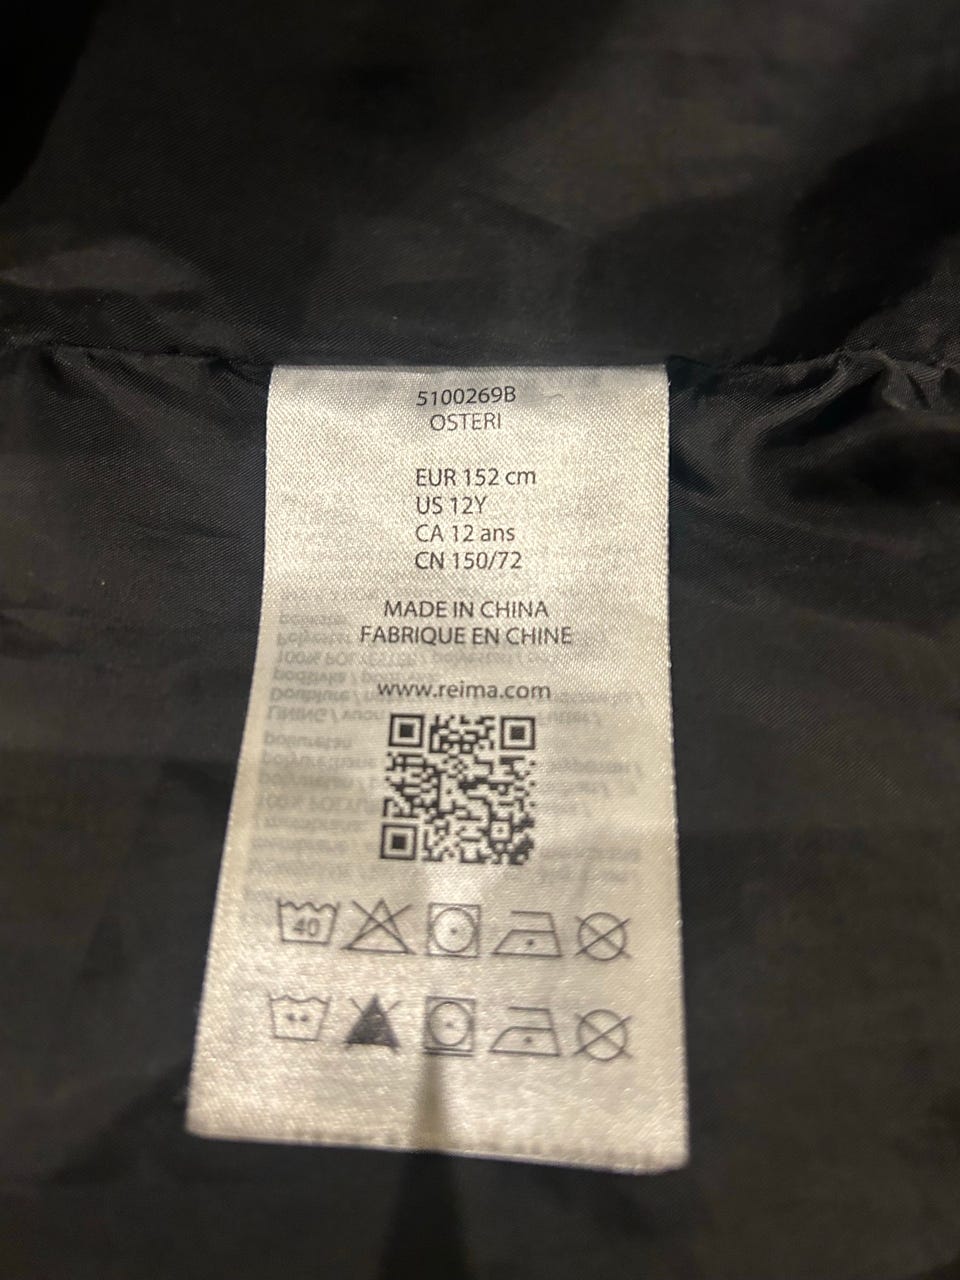 5100269B
OSTERI
EUR 152 cm
US 12Y
CA 12 ans
CN 150/72
MADE IN CHINA
FABRIQUE EN CHINE
www.reima.com
40